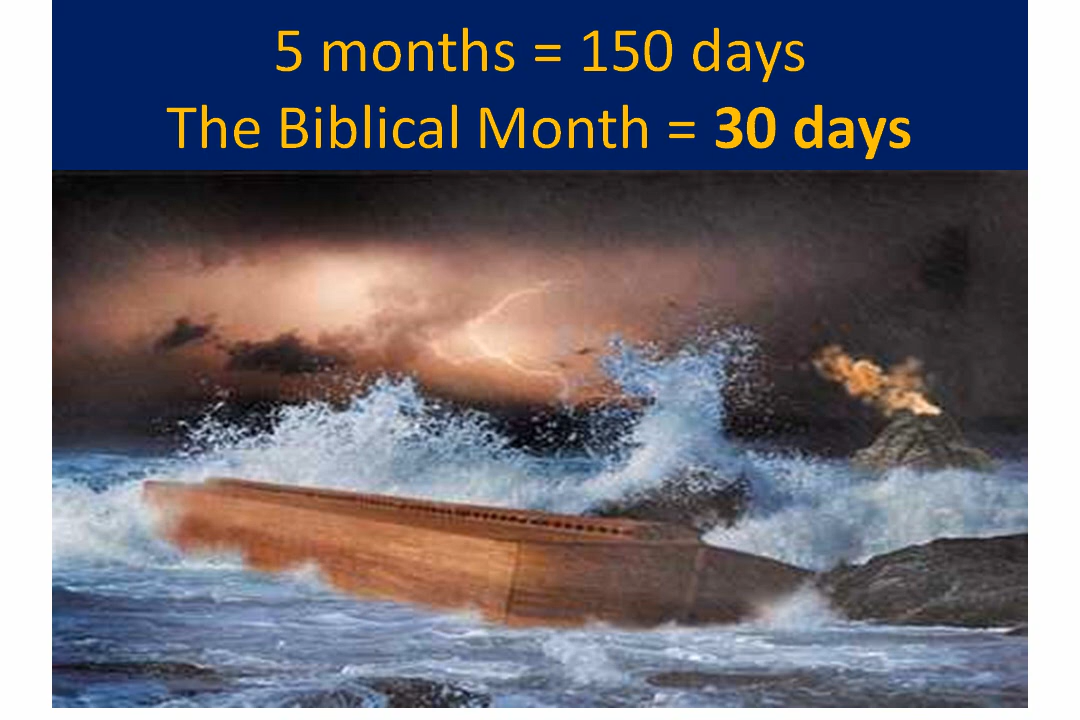 5 months = 150 days
The Biblical Month = 30 days